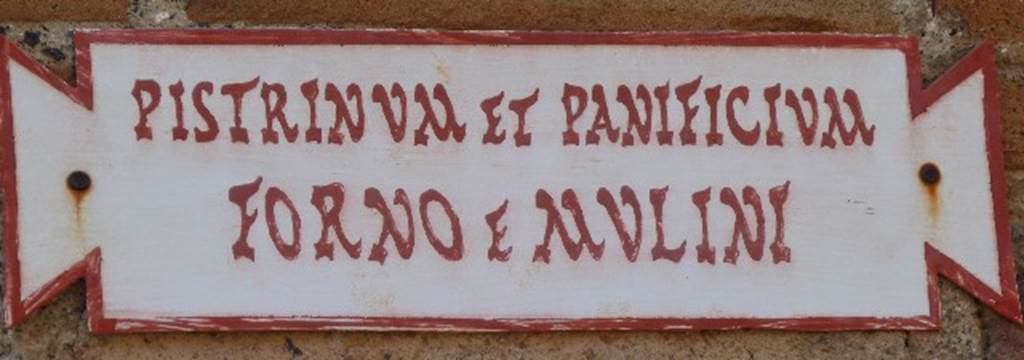 PISTRINVM ET PANIFICIVM
FORNO E MVLINI